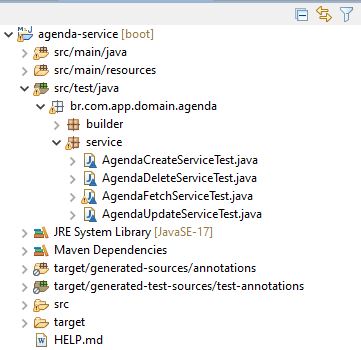 agenda-service [boot]
src/main/java
src/main/resources
src/test/java
br.com.app.domain.agenda
builder
service
AgendaCreateServiceTest.java
AgendaDeleteServiceTest.java
AgendaFetchServiceTest.java
AgendaUpdateServiceTest.java
JRE System Library [JavaSE-17]
Maven Dependencies
target/generated-sources/annotations
target/generated-test-sources/test-annotations
src
target
HELP.md